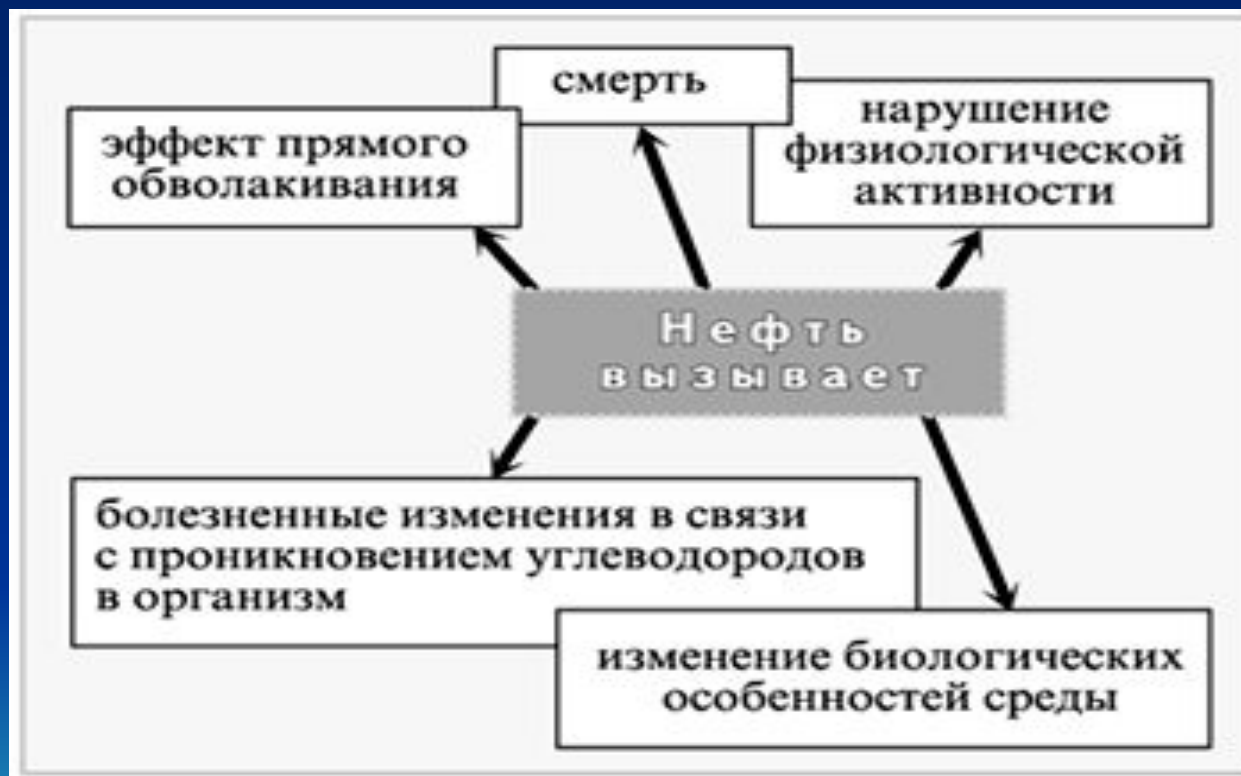 смерть
эффект прямого
обволакивания
нарушение
физиологической
активности
Нефть
вызывает
болезненные изменения в связи
с проникновением углеводородов
в организм
изменение биологических
особенностей среды